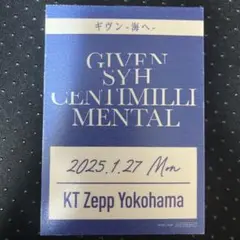 ギヴン -海へ-
GIVEN
SYH
CENTIMILLI
MENTAL
2025.1.27 Mon
KT Zepp Yokohama